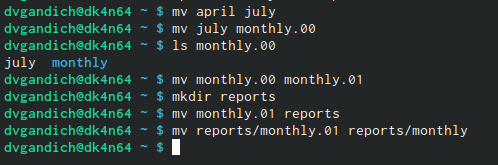 dvgandich@dk4n64 ~ $ mv april july
dvgandich@dk4n64 ~ $ mv july monthly.00
dvgandich@dk4n64 ~ $ ls monthly.00
july  monthly
dvgandich@dk4n64 ~ $ mv monthly.00 monthly.01
dvgandich@dk4n64 ~ $ mkdir reports
dvgandich@dk4n64 ~ $ mv monthly.01 reports
dvgandich@dk4n64 ~ $ mv reports/monthly.01 reports/monthly
dvgandich@dk4n64 ~ $